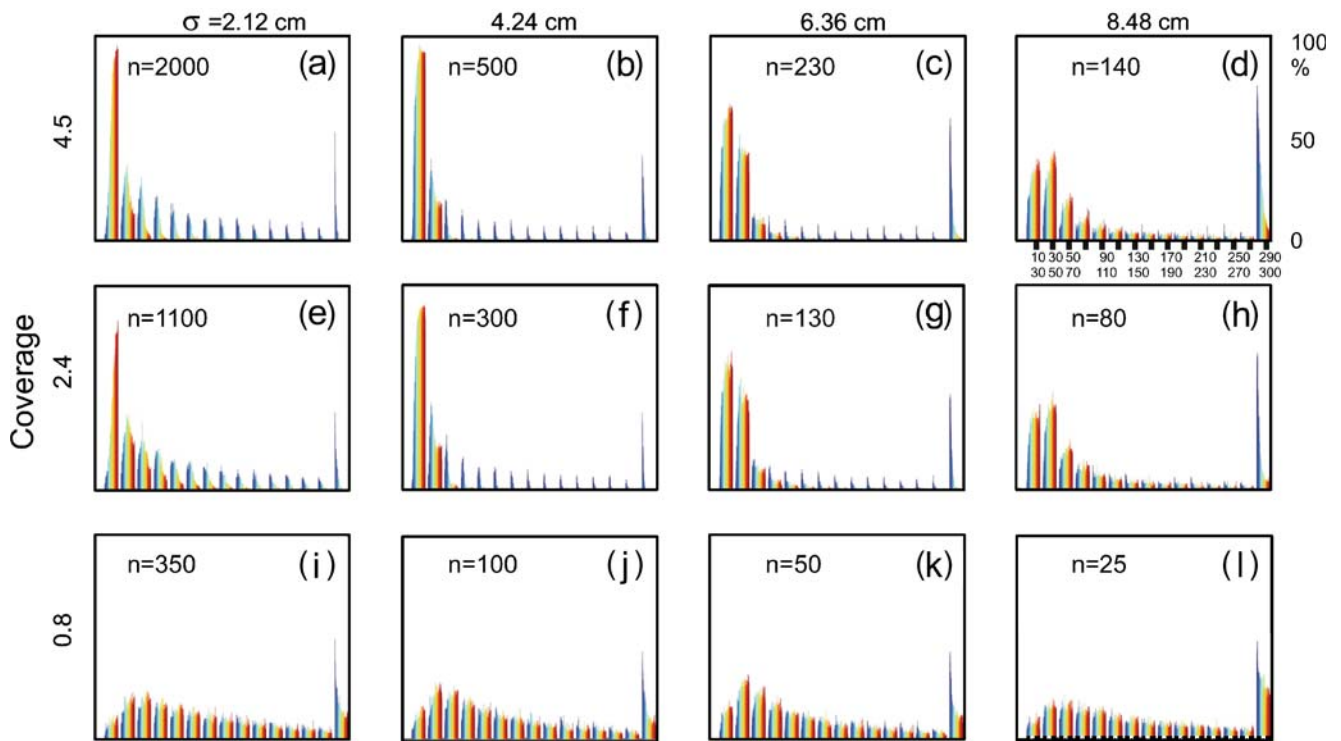 σ =2.12 cm 4.24 cm 6.36 cm 8.48 cm
4.5
n=2000 (a)
n=500 (b)
n=230 (c)
n=140 (d)
100
%
50
0
10 30 50 90 130 170 210 250 290
30 50 70 110 150 190 230 270 300
Coverage
2.4
n=1100 (e)
n=300 (f)
n=130 (g)
n=80 (h)
0.8
n=350 (i)
n=100 (j)
n=50 (k)
n=25 (l)